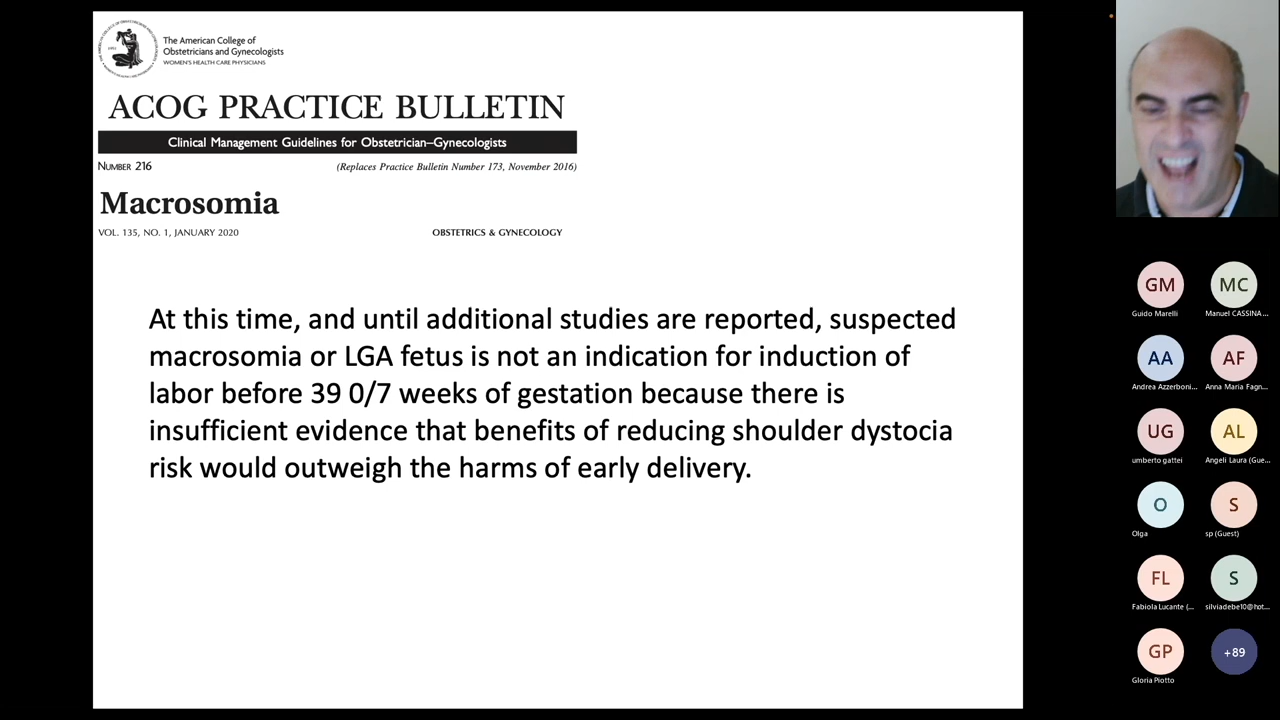 The American College of
Obstetricians and Gynecologists
WOMEN'S HEALTH CARE PHYSICIANS
ACOG PRACTICE BULLETIN
Clinical Management Guidelines for Obstetrician–Gynecologists
NUMBER 216
(Replaces Practice Bulletin Number 173, November 2016)
Macrosomia
VOL. 135, NO. 1, JANUARY 2020
OBSTETRICS & GYNECOLOGY
At this time, and until additional studies are reported, suspected
macrosomia or LGA fetus is not an indication for induction of
labor before 39 0/7 weeks of gestation because there is
insufficient evidence that benefits of reducing shoulder dystocia
risk would outweigh the harms of early delivery.
GM
MC
Guido Marelli
Manuel CASSINA...
AA
AF
Andrea Azzerboni...
Anna Maria Fagn...
UG
AL
umberto gattei
Angeli Laura (Gue...
O
S
Olga
sp (Guest)
FL
S
Fabiola Lucante (...
silviadebe10@hot...
GP
+89
Gloria Piotto